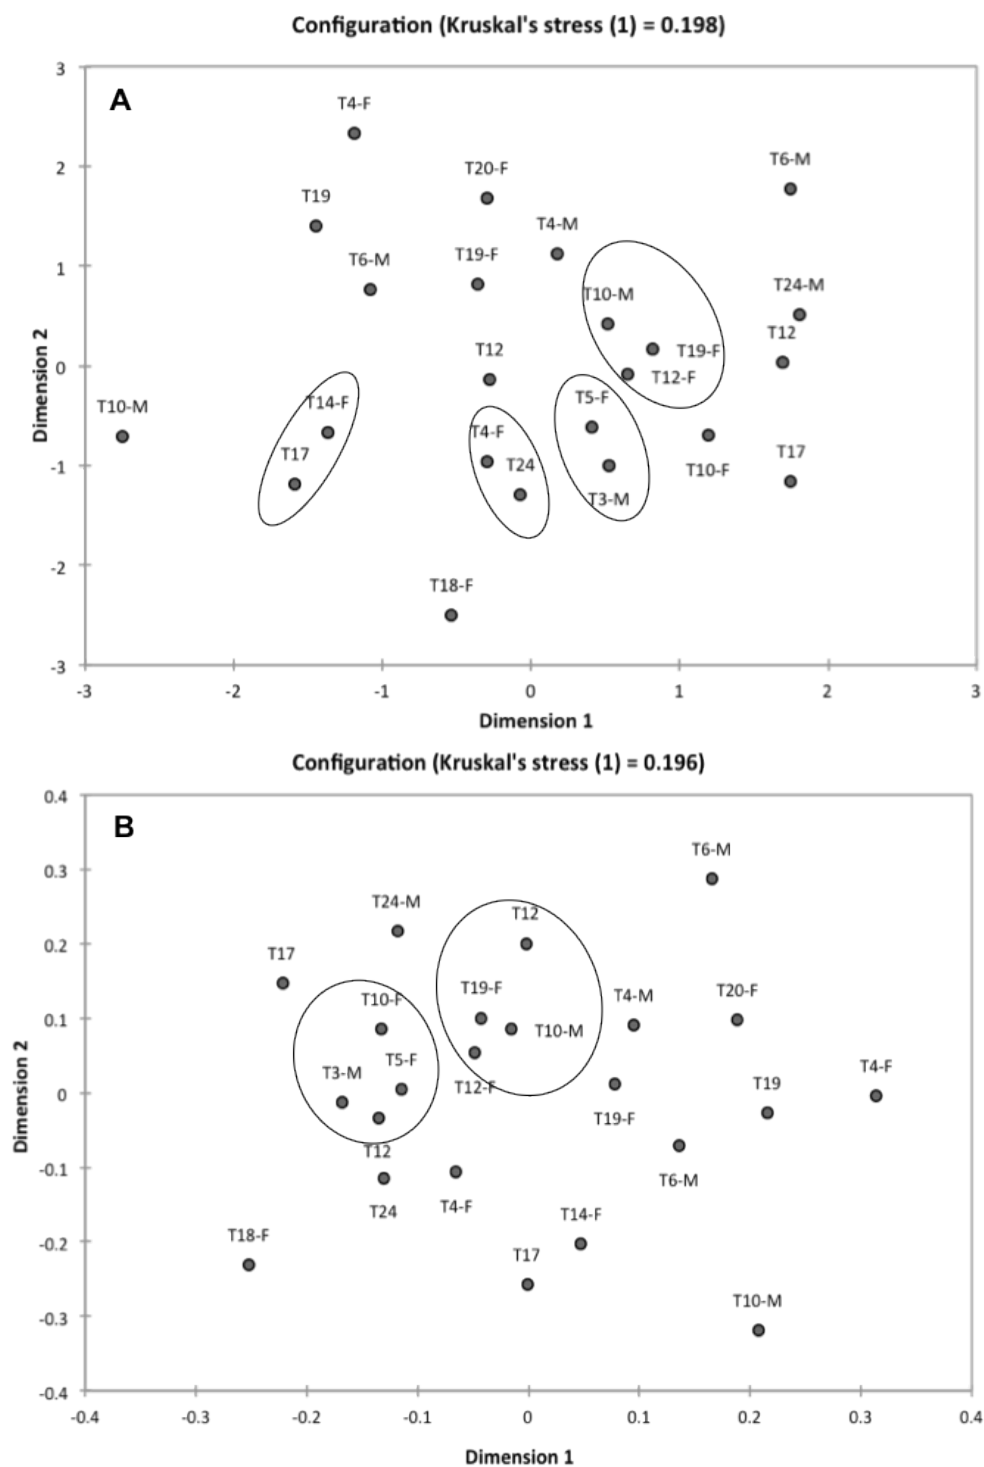 Configuration (Kruskal's stress (1) = 0.198)
3
A
T4-F
T20-F
T6-M
2
T19
T4-M
T6-M
T19-F
1
T24-M
T10-M
T12
T12
T19-F
0
T12-F
Dimension 2
T5-F
T10-M
T14-F
T4-F
T17
T24
T17
T10-F
-1
T3-M
-2
T18-F
-3
-3 -2 -1 0 1 2 3
Dimension 1
Configuration (Kruskal's stress (1) = 0.196)
0.4
B
T6-M
0.3
T24-M
T12
0.2
T17
T19-F
T20-F
T10-F
T4-M
0.1
T10-M
T5-F
T4-F
T3-M
T12-F
T19
0
Dimension 2
T19-F
T12
-0.1
T6-M
T24
T4-F
T14-F
-0.2
T18-F
T17
T10-M
-0.3
-0.4
-0.4 -0.3 -0.2 -0.1 0 0.1 0.2 0.3 0.4
Dimension 1